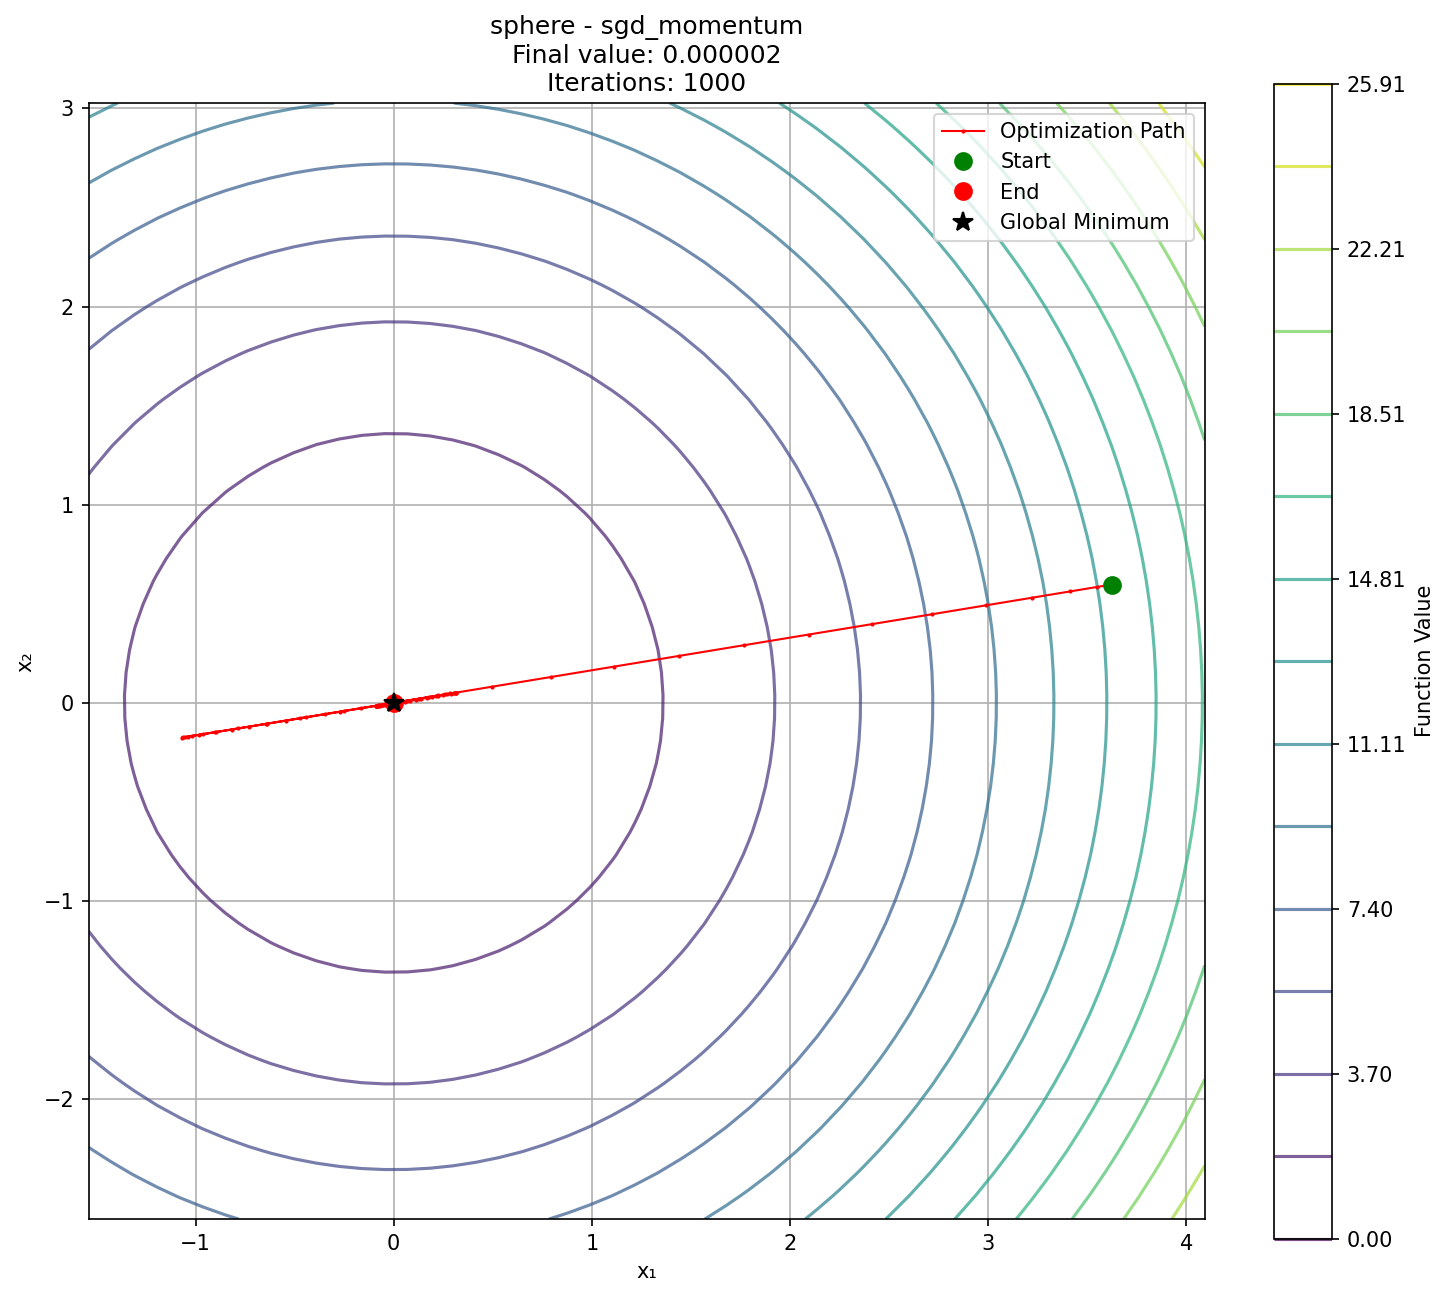 sphere - sgd_momentum
Final value: 0.000002
Iterations: 1000
Optimization Path
Start
End
Global Minimum
3
2
1
0
−1
−2
x₂
−1
0
1
2
3
4
x₁
25.91
22.21
18.51
14.81
11.11
7.40
3.70
0.00
Function Value